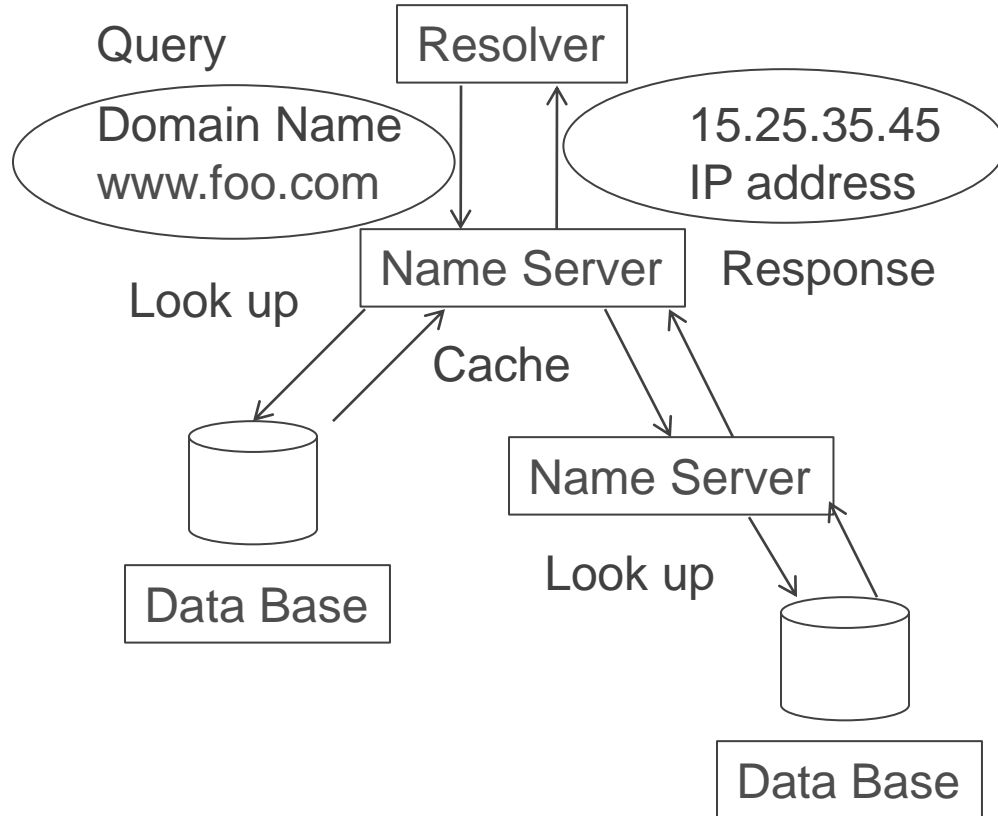 Query
Resolver
Domain Name
www.foo.com
15.25.35.45
IP address
Name Server
Response
Look up
Cache
Name Server
Look up
Data Base
Data Base